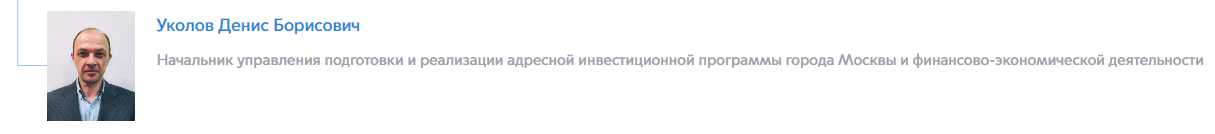 Уколов Денис Борисович
Начальник управления подготовки и реализации адресной инвестиционной программы города Москвы и финансово-экономической деятельности